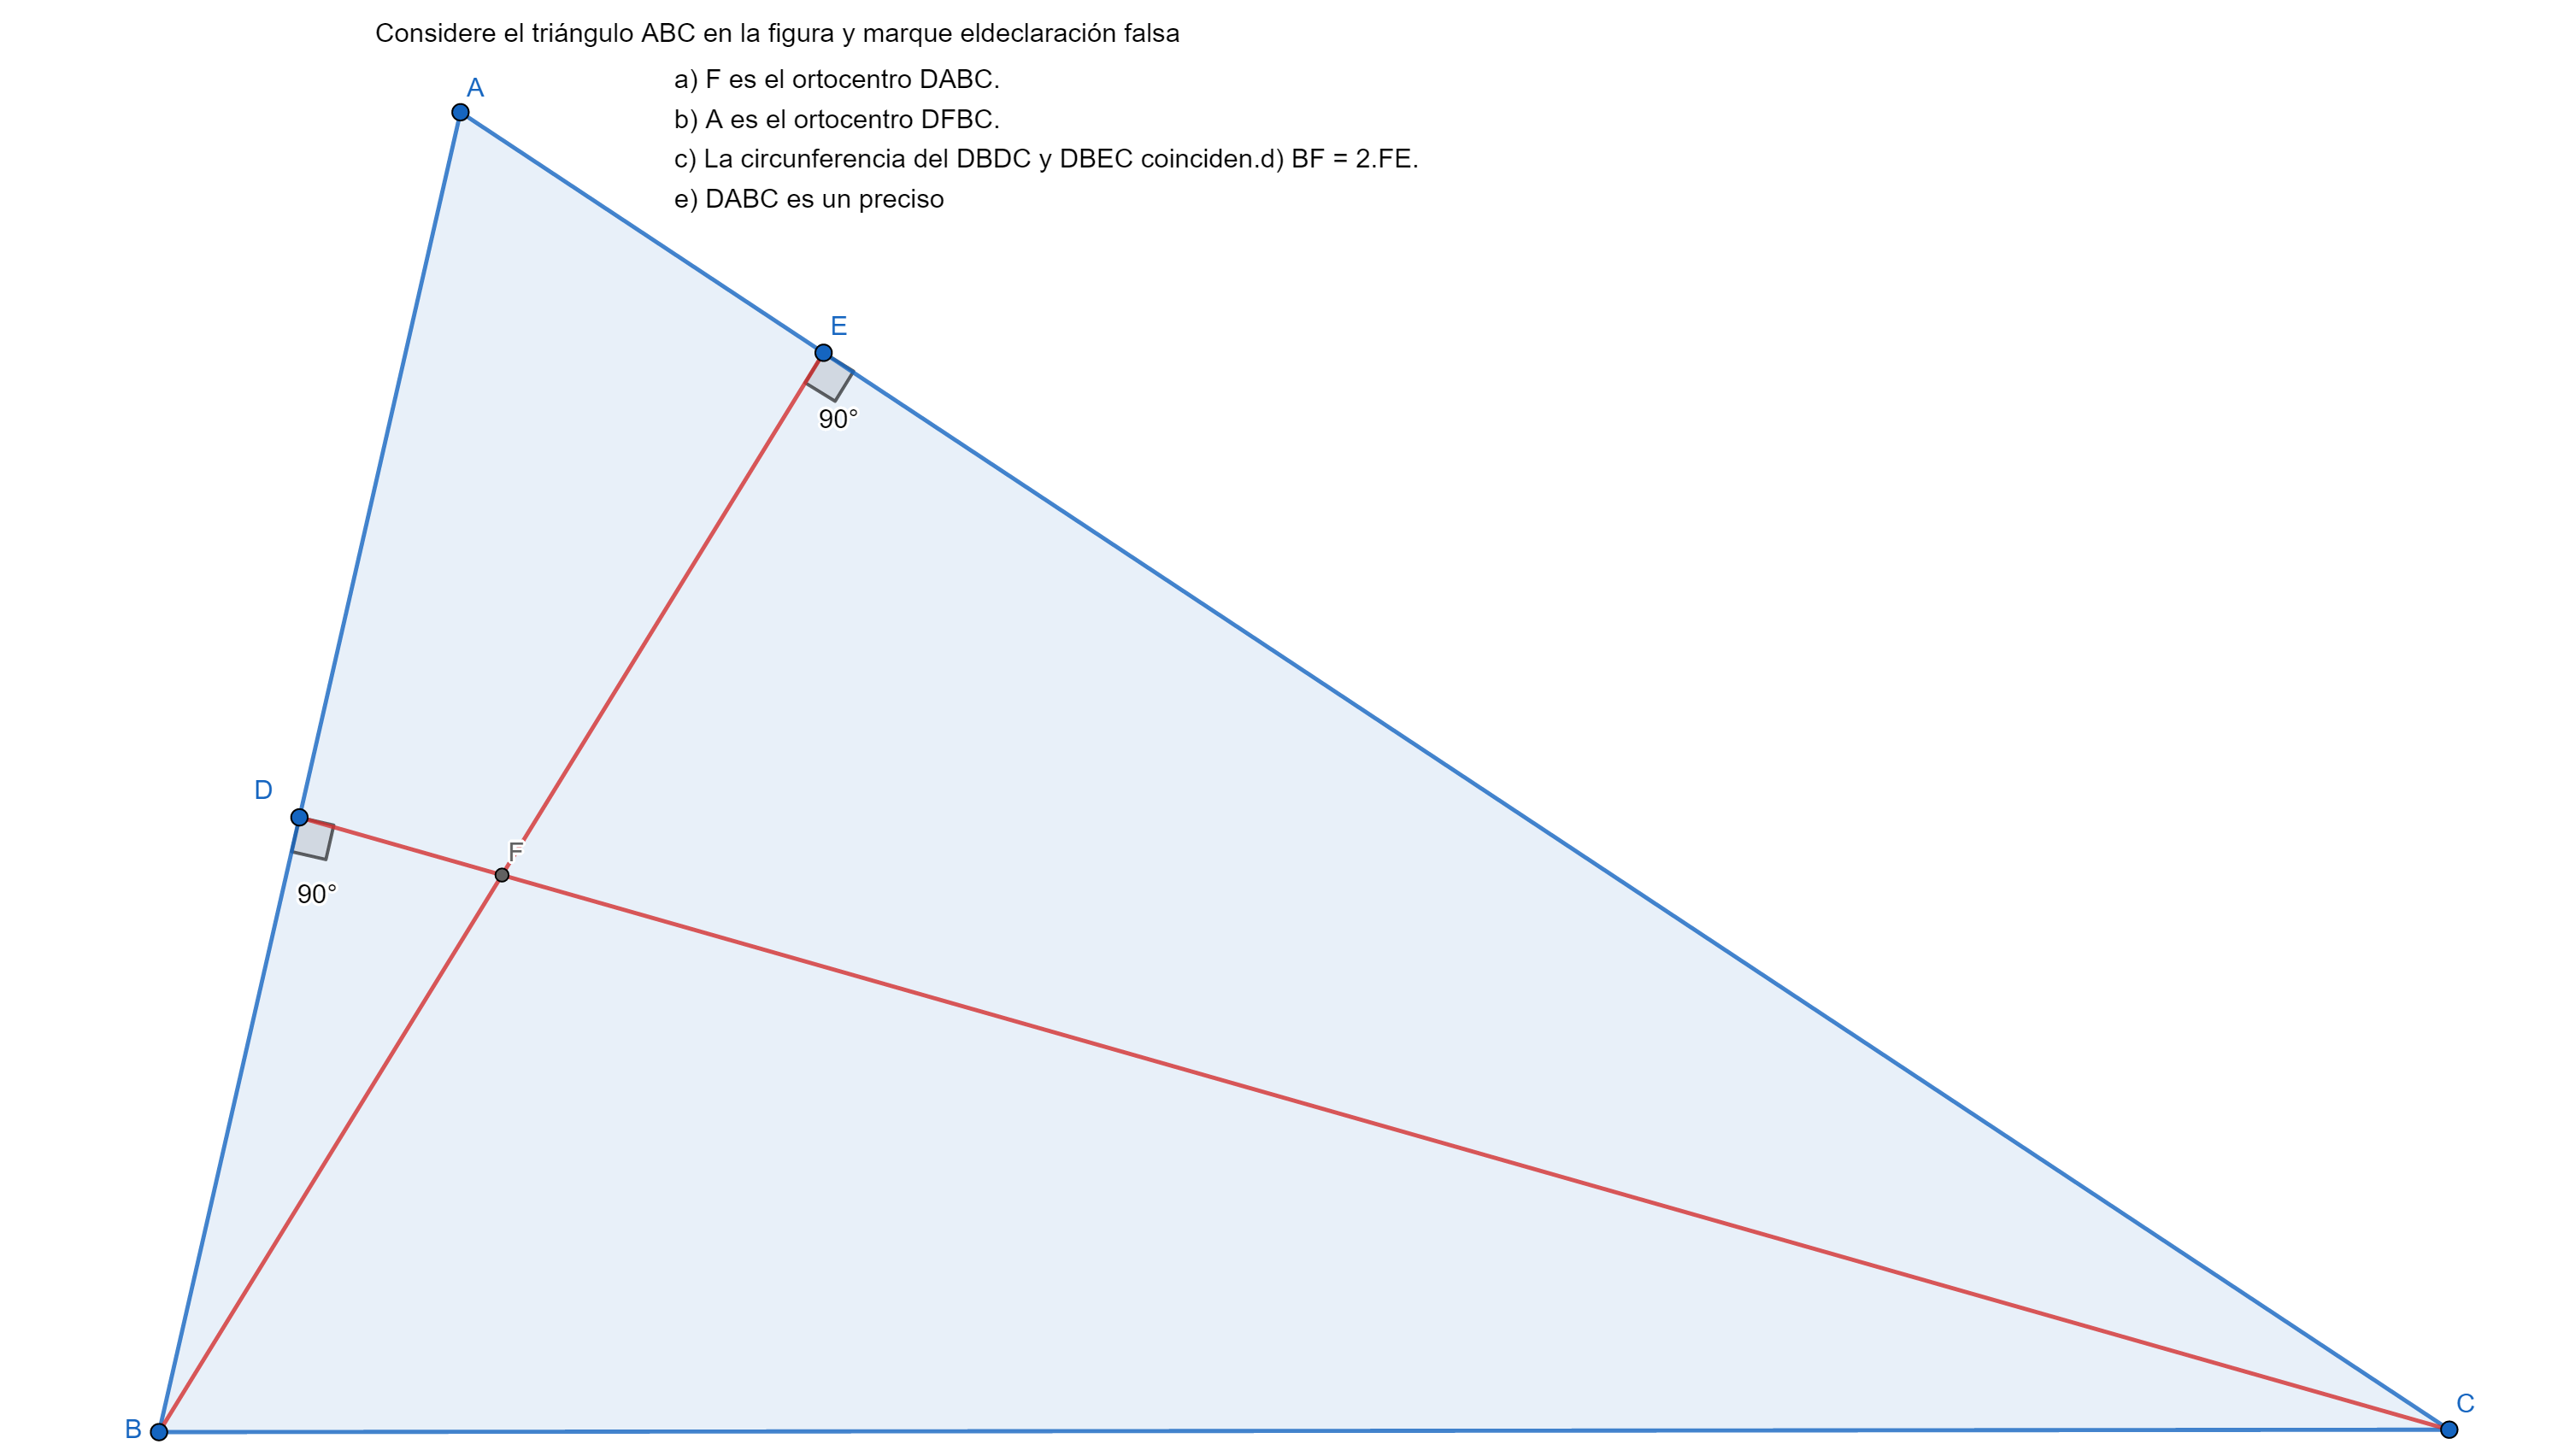 Considere el triángulo ABC en la figura y marque eldeclaración falsa
a) F es el ortocentro DABC.
b) A es el ortocentro DFBC.
c) La circunferencia del DBDC y DBEC coinciden.d) BF = 2.FE.
e) DABC es un preciso
A
E
90°
D
F
90°
B
C